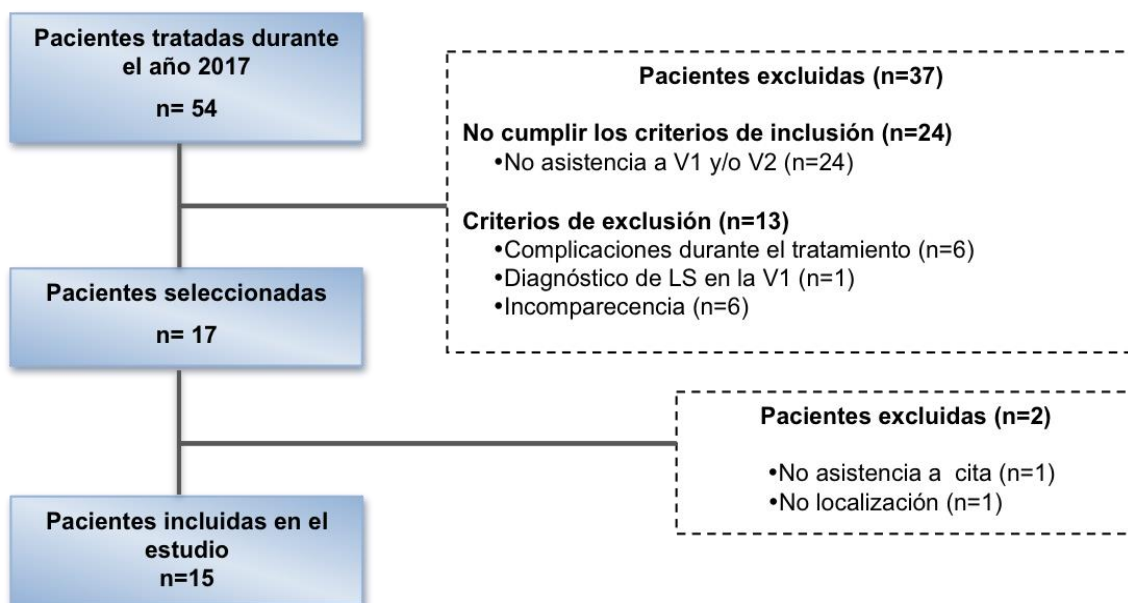 Pacientes tratadas durante
el año 2017
n= 54
Pacientes excluidas (n=37)
No cumplir los criterios de inclusión (n=24)
•No asistencia a V1 y/o V2 (n=24)
Criterios de exclusión (n=13)
•Complicaciones durante el tratamiento (n=6)
•Diagnóstico de LS en la V1 (n=1)
•Incomparecencia (n=6)
Pacientes seleccionadas
n= 17
Pacientes excluidas (n=2)
•No asistencia a cita (n=1)
•No localización (n=1)
Pacientes incluidas en el
estudio
n=15